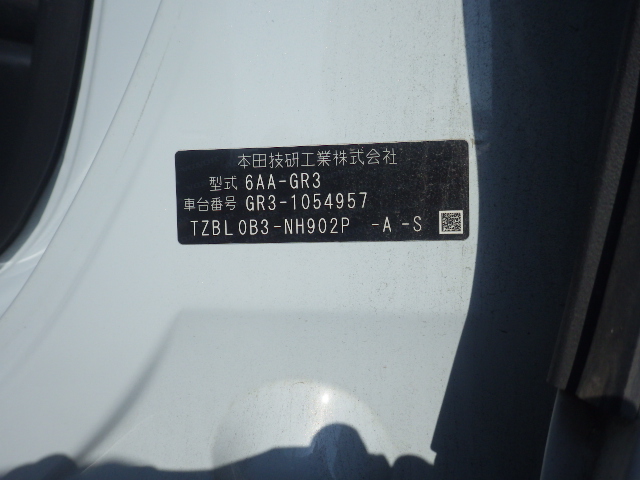 本田技研工業株式会社
型式 6AA-GR3
車台番号 GR3-1054957
TZBL0B3-NH902P -A-S